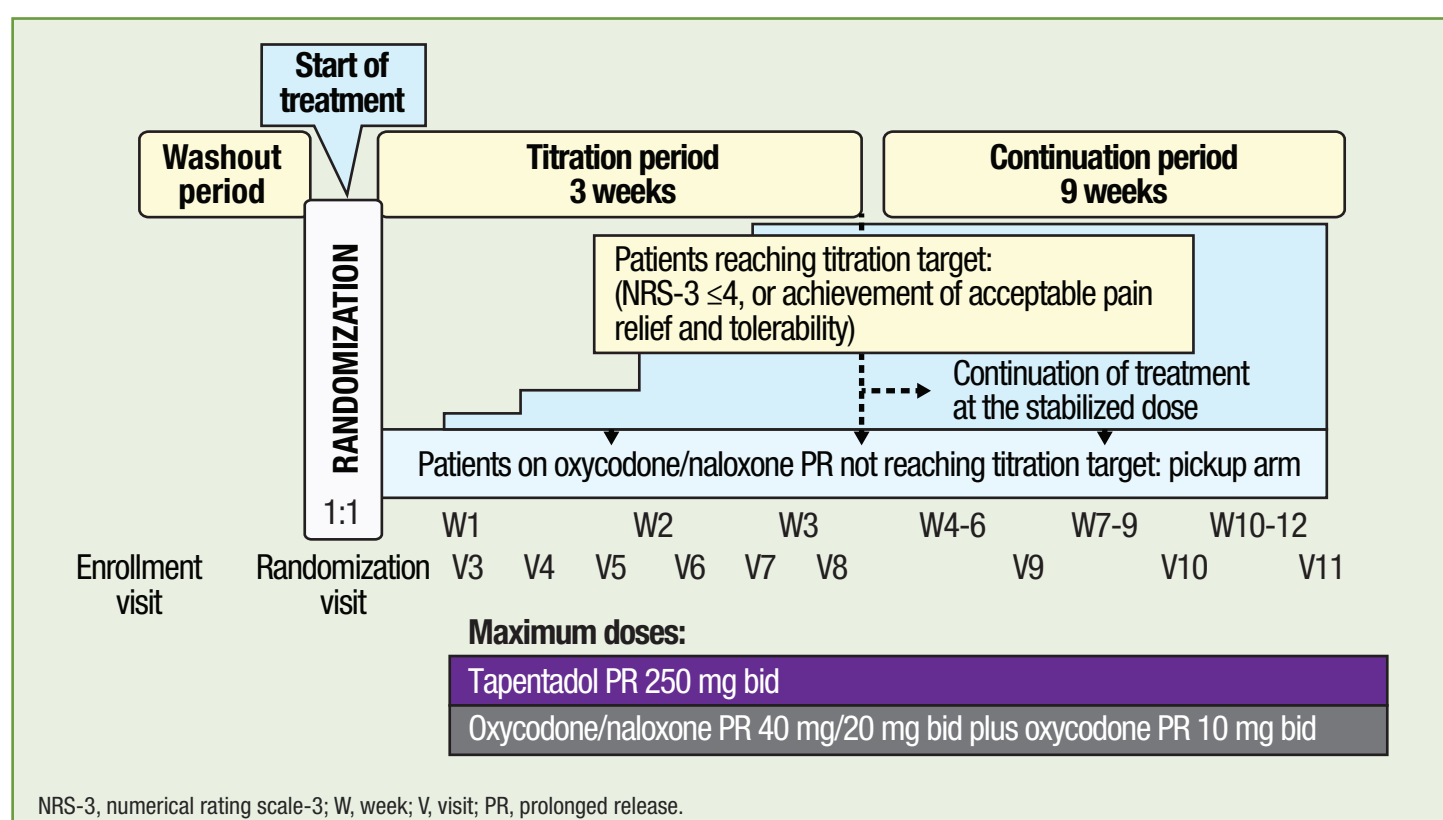 Start of
treatment
Washout
period
Titration period
3 weeks
Continuation period
9 weeks
RANDOMIZATION
1:1
Patients reaching titration target:
(NRS-3 ≤4, or achievement of acceptable pain
relief and tolerability)
Continuation of treatment
at the stabilized dose
Patients on oxycodone/naloxone PR not reaching titration target: pickup arm
W1 W2 W3 W4-6 W7-9 W10-12
Enrollment
visit
Randomization
visit
V3 V4 V5 V6 V7 V8 V9 V10 V11
Maximum doses:
Tapentadol PR 250 mg bid
Oxycodone/naloxone PR 40 mg/20 mg bid plus oxycodone PR 10 mg bid
NRS-3, numerical rating scale-3; W, week; V, visit; PR, prolonged release.